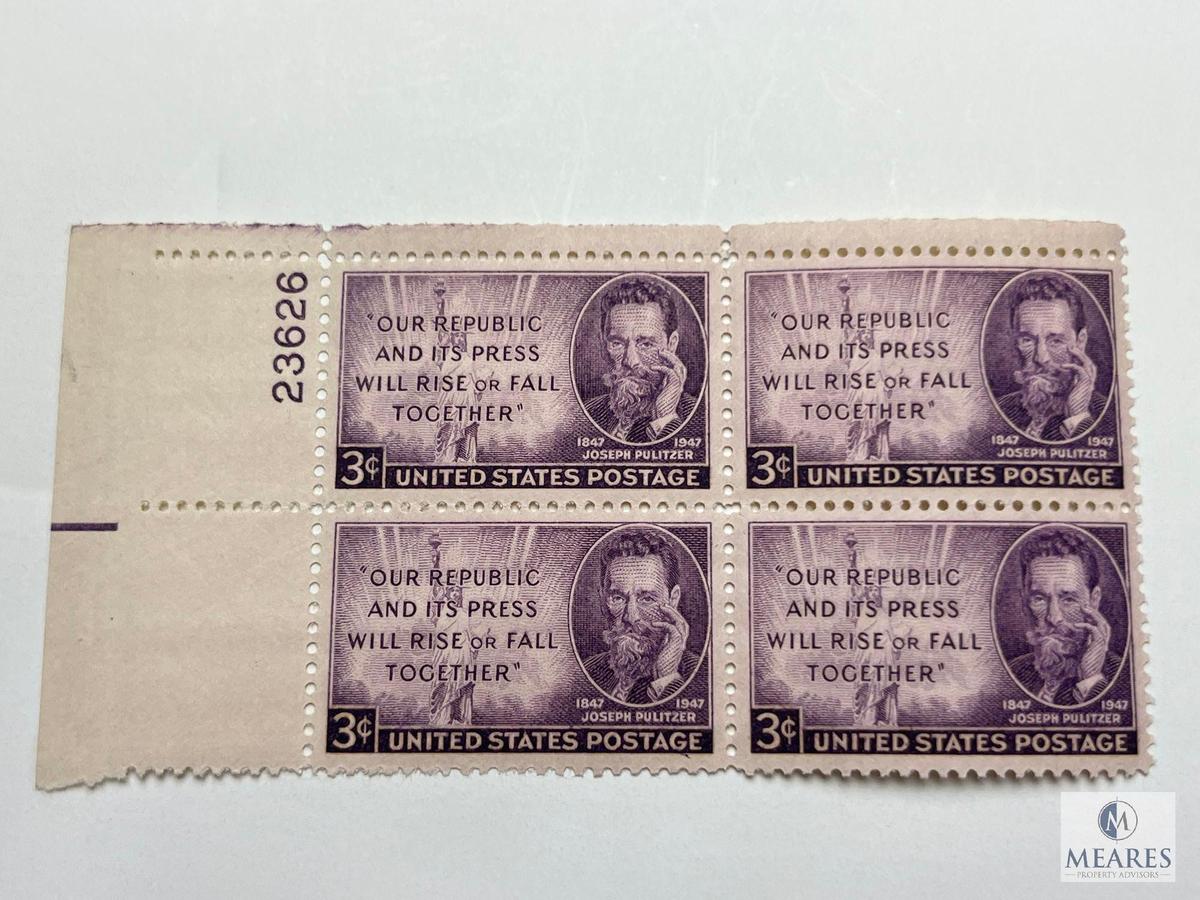 23626
"OUR REPUBLIC
AND ITS PRESS
WILL RISE OR FALL
TOGETHER"
1847 1947
JOSEPH PULITZER
3¢ UNITED STATES POSTAGE
"OUR REPUBLIC
AND ITS PRESS
WILL RISE OR FALL
TOGETHER"
1847 1947
JOSEPH PULITZER
3¢ UNITED STATES POSTAGE
"OUR REPUBLIC
AND ITS PRESS
WILL RISE OR FALL
TOGETHER"
1847 1947
JOSEPH PULITZER
3¢ UNITED STATES POSTAGE
"OUR REPUBLIC
AND ITS PRESS
WILL RISE OR FALL
TOGETHER"
1847 1947
JOSEPH PULITZER
3¢ UNITED STATES POSTAGE
M
MEARES
PROPERTY ADVISORS